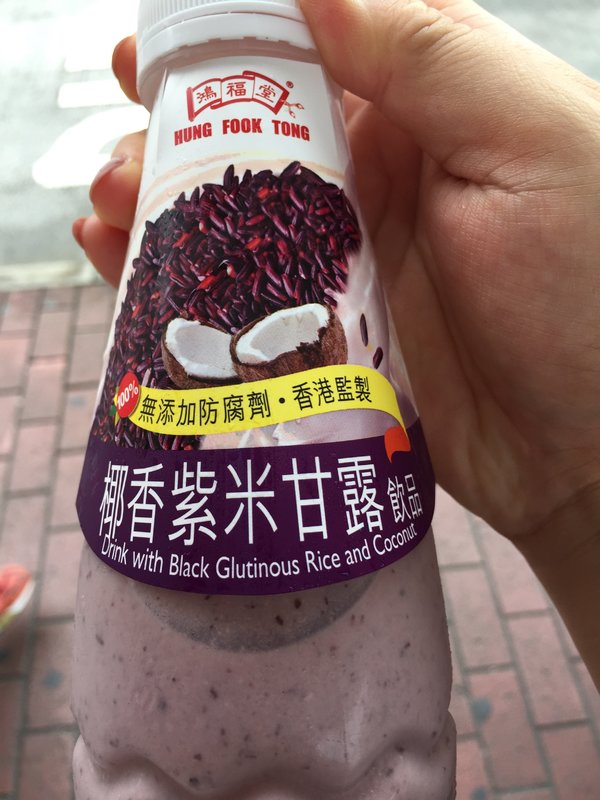 鴻福堂®
HUNG FOOK TONG
100%
無添加防腐劑・香港監製
椰香紫米甘露飲品
Drink with Black Glutinous Rice and Coconut